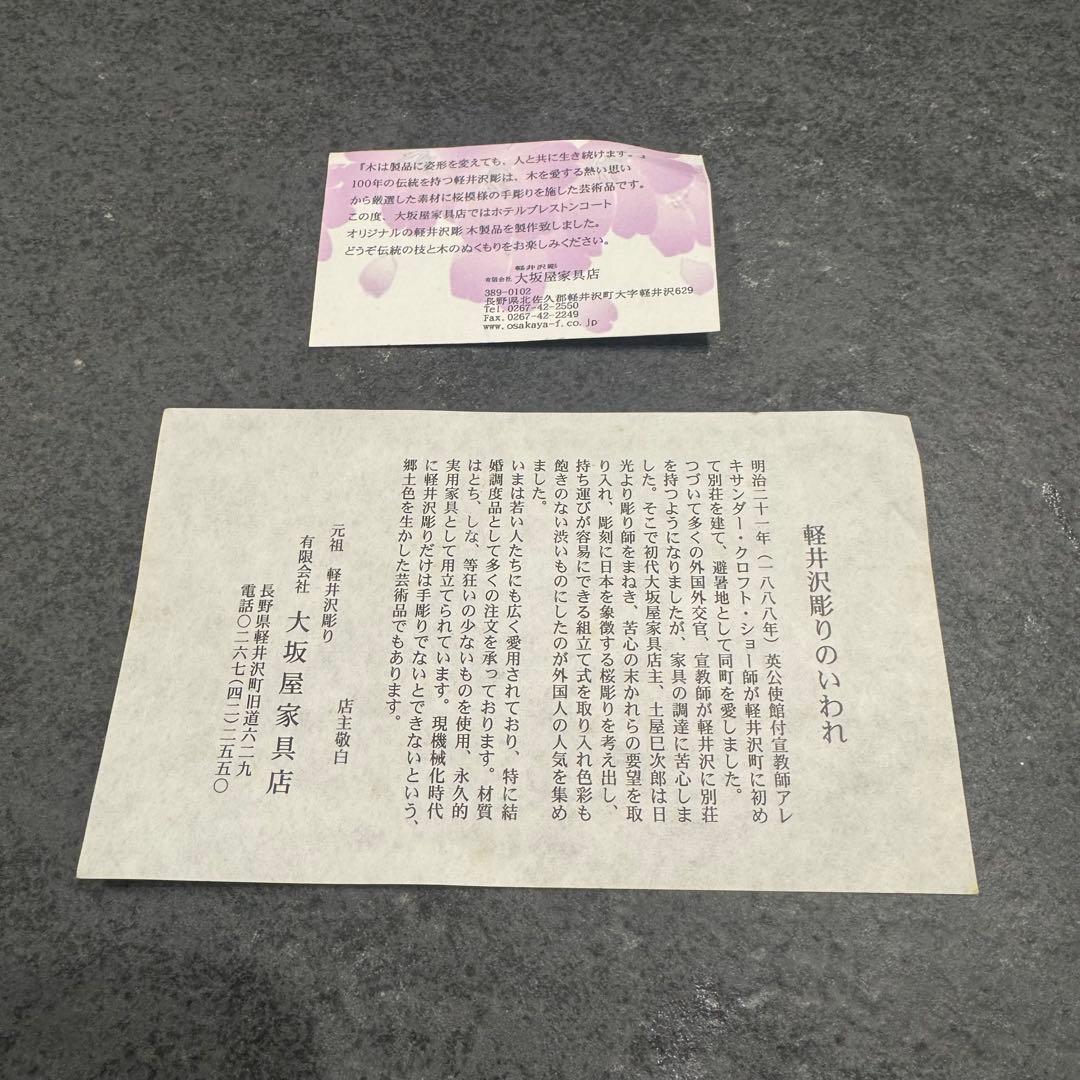 『木は製品に姿形を変えても、人と共に生き続けます。』
100年の伝統を持つ軽井沢彫は、木を愛する熱い思い
から厳選した素材に桜模様の手彫りを施した芸術品です。
この度、大坂屋家具店ではホテルブレストンコート
オリジナルの軽井沢彫 木製品を製作致しました。
どうぞ伝統の技と木のぬくもりをお楽しみください。
軽井沢彫
有限会社 大坂屋家具店
389-0102
長野県北佐久郡軽井沢町大字軽井沢629
Tel.0267-42-2550
Fax.0267-42-2249
www.osakaya-f.co.jp
軽井沢彫りのいわれ
明治二十一年（一八八八年）英公使館付宣教師アレ
キサンダー・クロフト・ショー師が軽井沢町に初め
て別荘を建て、避暑地として同町を愛しました。
つづいて多くの外国外交官、宣教師が軽井沢に別荘
を持つようになりましたが、家具の調達に苦心しま
した。そこで初代大坂屋家具店主、土屋巳次郎は日
光より彫り師をまねき、苦心の末かれらの要望を取
り入れ、彫刻に日本を象徴する桜彫りを考え出し、
持ち運びが容易にできる組立て式を取り入れ色彩も
飽きのない渋いものにしたのが外国人の人気を集め
ました。
いまは若い人たちにも広く愛用されており、特に結
婚調度品として多くの注文を承っております。材質
はとち、しな、等狂いの少ないものを使用、永久的
実用家具として用立てられています。現機械化時代
に軽井沢彫りだけは手彫りでないとできないという、
郷土色を生かした芸術品でもあります。
店主敬白
元祖 軽井沢彫り
有限会社 大坂屋家具店
長野県軽井沢町旧道六二九
電話〇二六七(四二)二五五〇